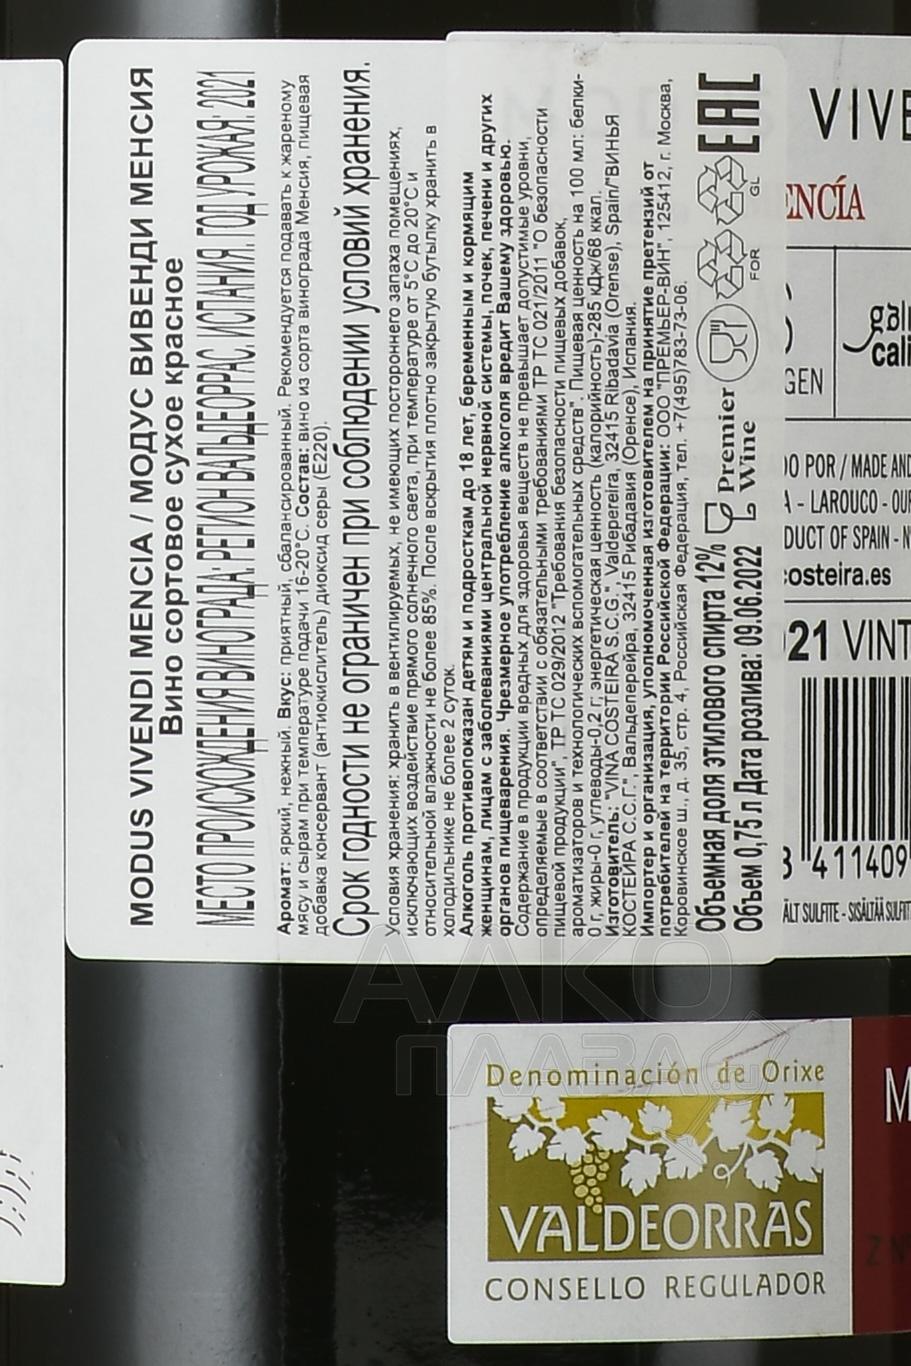 MODUS VIVENDI MENCIA / МОДУС ВИВЕНДИ МЕНСИЯ
Вино сортовое сухое красное
МЕСТО ПРОИСХОЖДЕНИЯ ВИНОГРАДА: РЕГИОН ВАЛЬДЕОРРАС. ИСПАНИЯ. ГОД УРОЖАЯ: 2021
Аромат: яркий, нежный. Вкус: приятный, сбалансированный. Рекомендуется подавать к жареному
мясу и сырам при температуре подачи 16-20°С. Состав: вино из сорта винограда Менсия, пищевая
добавка консервант (антиокислитель) диоксид серы (Е220).
Срок годности не ограничен при соблюдении условий хранения.
Условия хранения: хранить в вентилируемых, не имеющих постороннего запаха помещениях,
исключающих воздействие прямого солнечного света, при температуре от 5°С до 20°С и
относительной влажности не более 85%. После вскрытия плотно закрытую бутылку хранить в
холодильнике не более 2 суток.
Алкоголь противопоказан детям и подросткам до 18 лет, беременным и кормящим
женщинам, лицам с заболеваниями центральной нервной системы, почек, печени и других
органов пищеварения. Чрезмерное употребление алкоголя вредит Вашему здоровью.
Содержание в продукции вредных для здоровья веществ не превышает допустимые уровни,
определяемые в соответствии с обязательными требованиями ТР ТС 021/2011 "О безопасности
пищевой продукции", ТР ТС 029/2012 "Требования безопасности пищевых добавок,
ароматизаторов и технологических вспомогательных средств". Пищевая ценность на 100 мл: белки-
0 г, жиры-0 г, углеводы-0,2 г; энергетическая ценность (калорийность)-285 кДж/68 ккал.
Изготовитель: "VINA COSTEIRA S.C.G.", Valdepereira, 32415 Ribadavia (Orense), Spain/"ВИНЬЯ
КОСТЕЙРА С.С.Г.", Вальдеперейра, 32415 Рибадавия (Оренсе), Испания.
Импортер и организация, уполномоченная изготовителем на принятие претензий от
потребителей на территории Российской Федерации: ООО "ПРЕМЬЕР-ВИН", 125412, г. Москва,
Коровинское ш., д. 35, стр. 4, Российская Федерация, тел. +7(495)783-73-06.
Объемная доля этилового спирта 12%
Объем 0,75 л Дата розлива: 09.06.2022
Premier
Wine
FOR
GL
EAC
VIVE
ENCÍA
GEN
gali
cali
DO POR / MADE AND
A - LAROUCO - OUR
DUCT OF SPAIN - Nº
costeira.es
021 VINT
8 411409
ÄLT SULFITE - SISÄLTÄÄ SULFIIT
Denominación de Orixe
VALDEORRAS
CONSELLO REGULADOR
M
АЛКО
ПЛАЗА